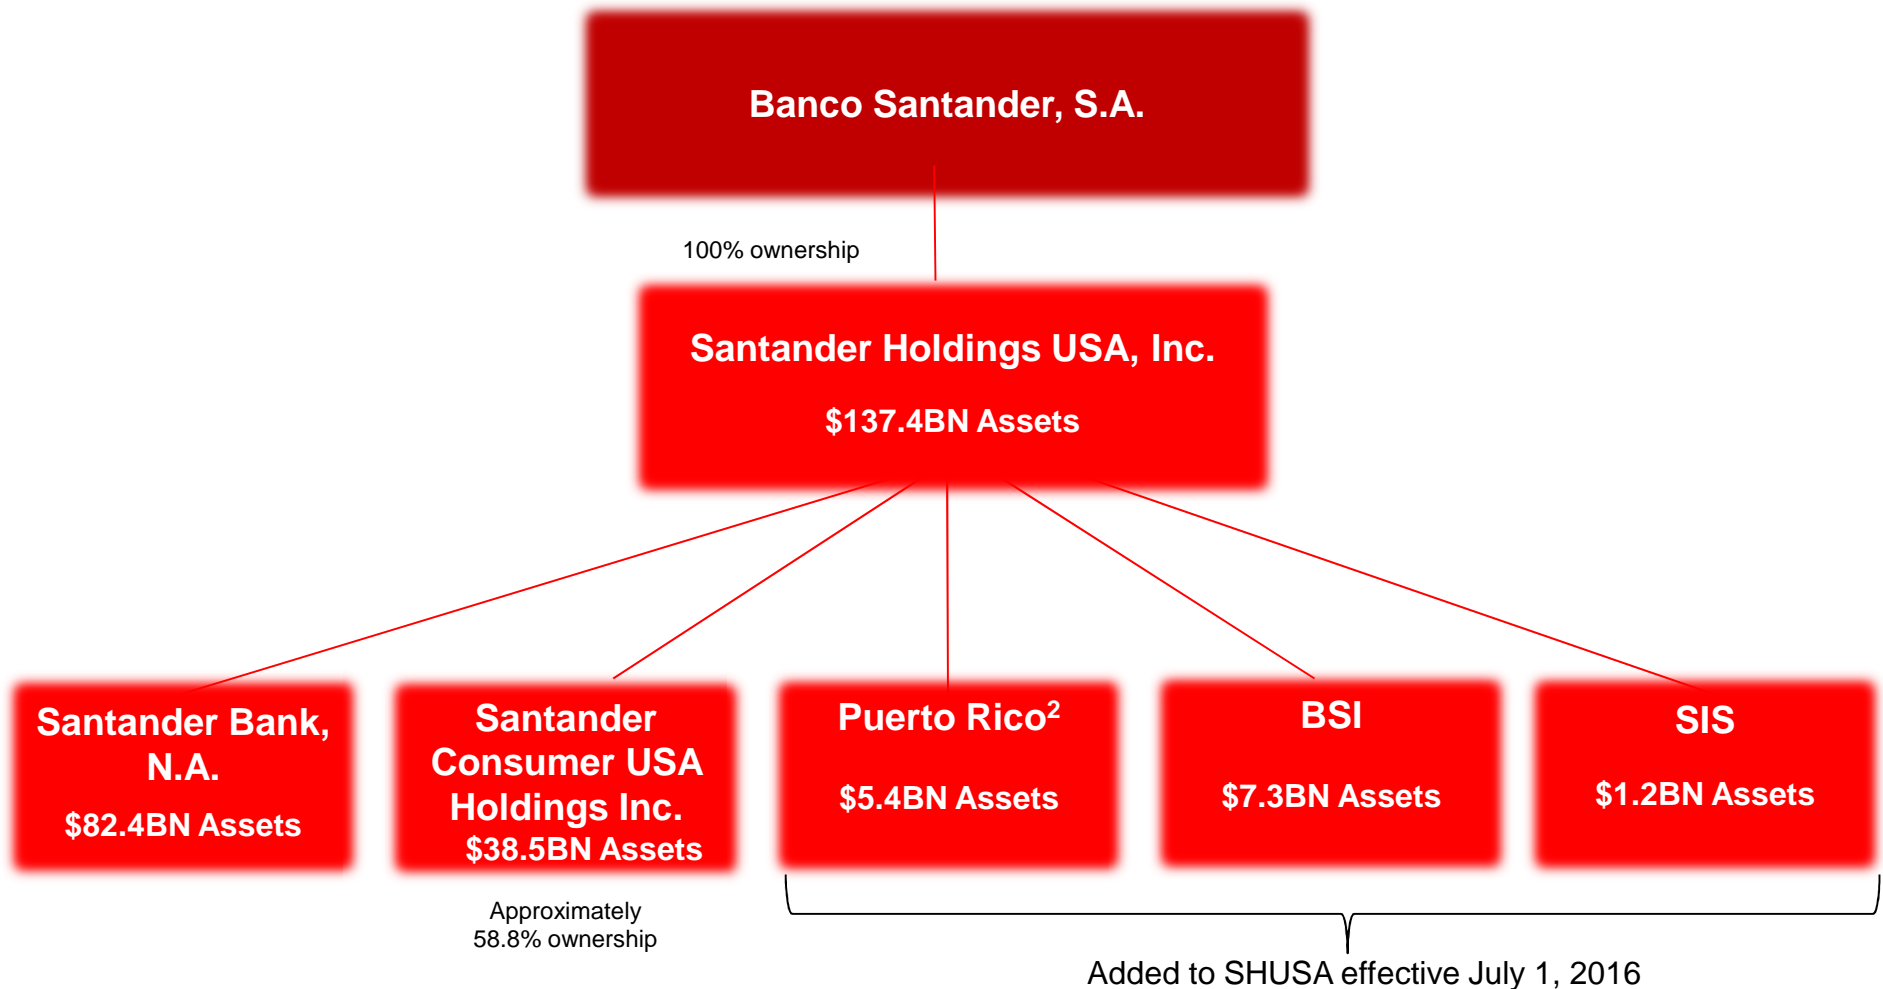 Banco Santander, S.A.
100% ownership
Santander Holdings USA, Inc.
$137.4BN Assets
Santander Bank,
N.A.
$82.4BN Assets
Santander
Consumer USA
Holdings Inc.
$38.5BN Assets
Puerto Rico²
$5.4BN Assets
BSI
$7.3BN Assets
SIS
$1.2BN Assets
Approximately
58.8% ownership
Added to SHUSA effective July 1, 2016